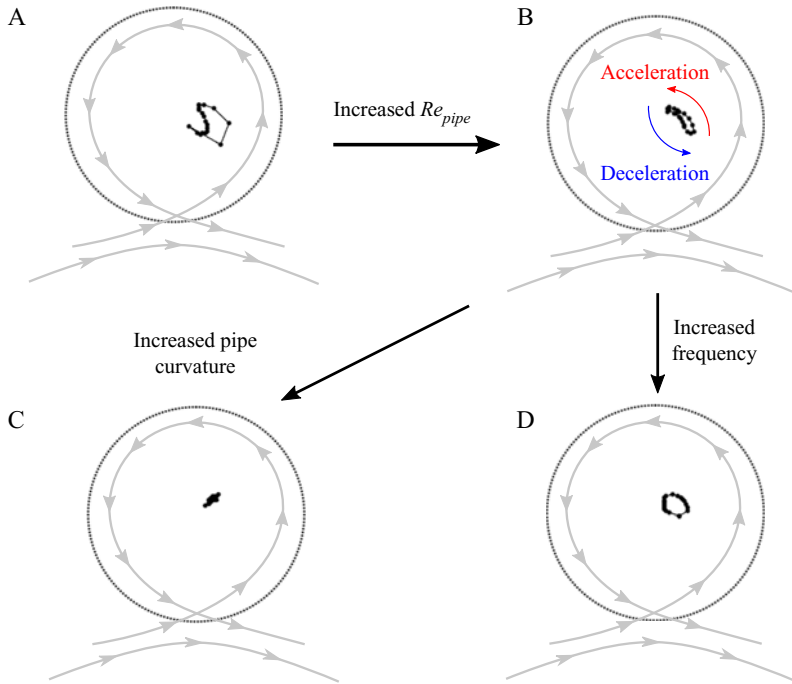 A
B
Increased Re_pipe
Acceleration
Deceleration
Increased pipe
curvature
Increased
frequency
C
D